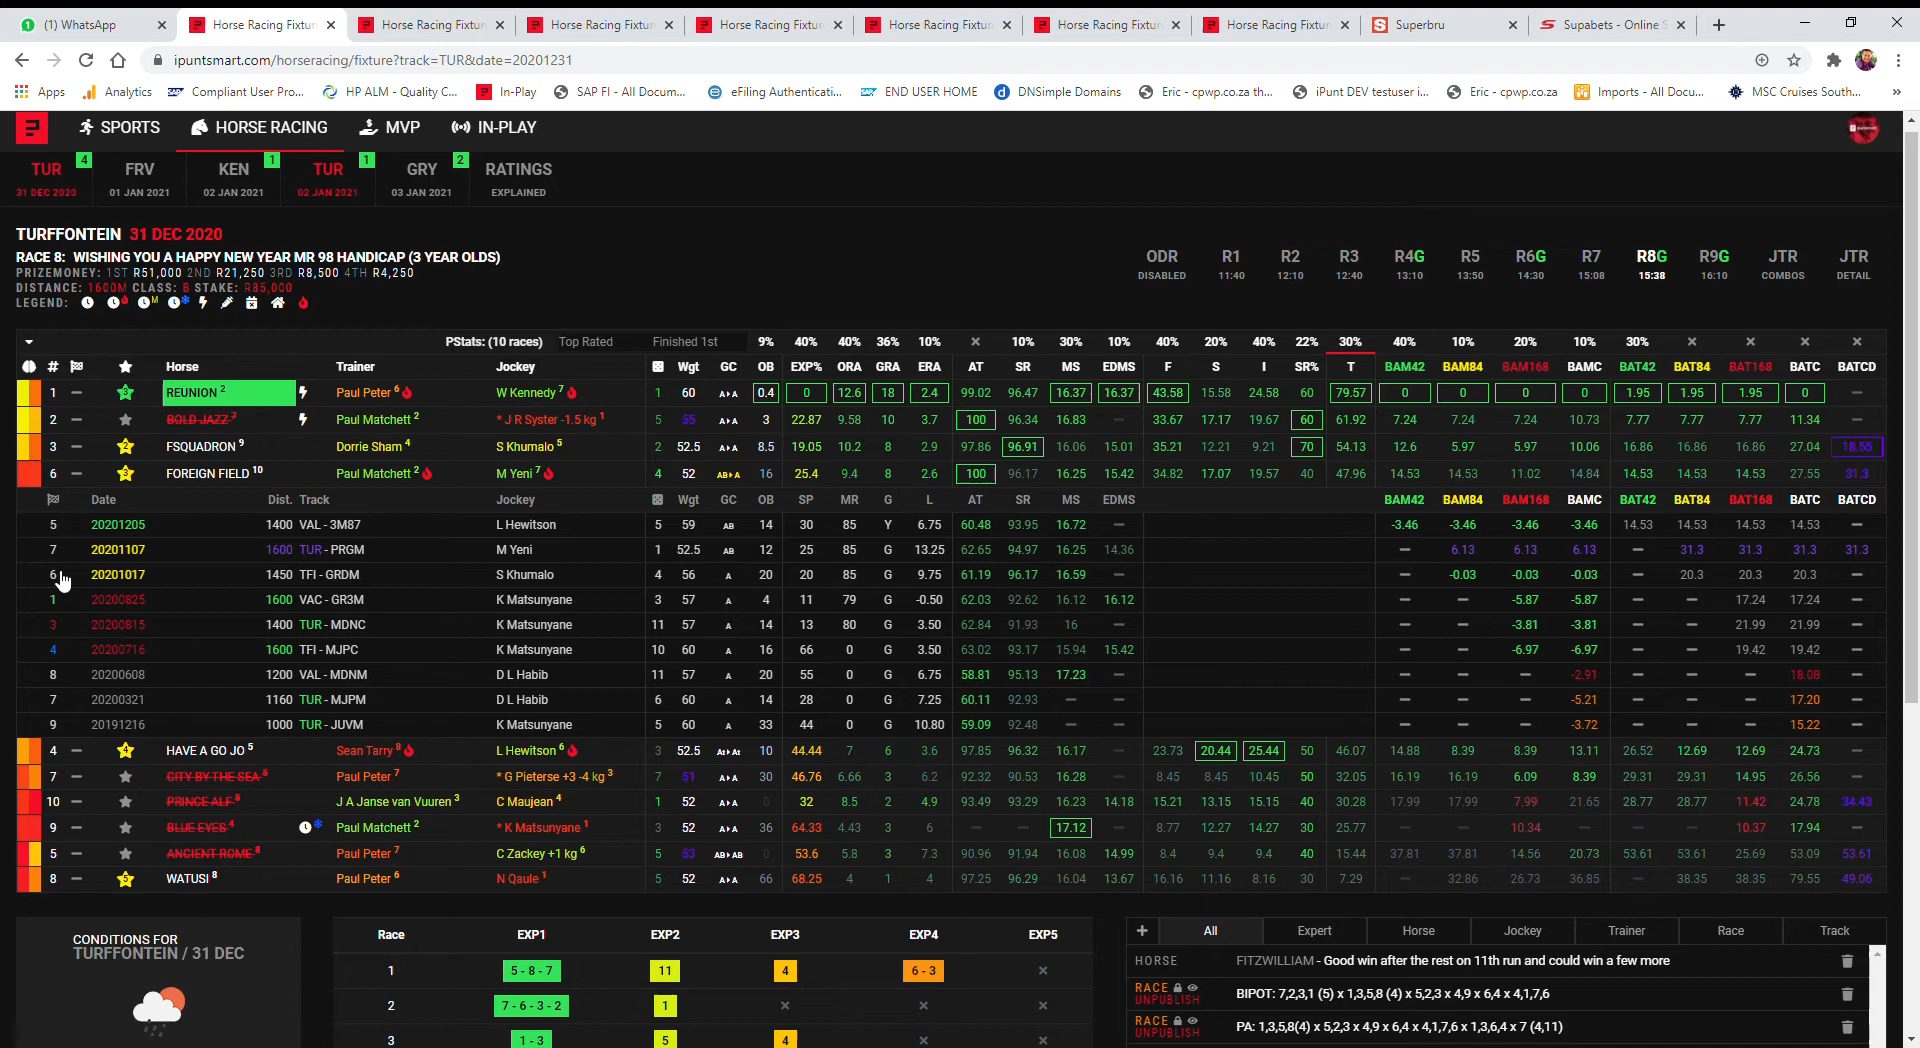 (1) WhatsApp
Horse Racing Fixtur
Horse Racing Fixtur
Horse Racing Fixtur
Horse Racing Fixtur
Horse Racing Fixtur
Horse Racing Fixtur
Horse Racing Fixtur
Superbru
Supabets - Online S
ipuntsmart.com/horseracing/fixture?track=TUR&date=20201231
Apps Analytics Compliant User Pro... HP ALM - Quality C... In-Play SAP FI - All Docum... eFiling Authenticati... END USER HOME DNSimple Domains Eric - cpwp.co.za th... iPunt DEV testuser i... Eric - cpwp.co.za Imports - All Docu... MSC Cruises South... »
SPORTS HORSE RACING MVP IN-PLAY
TUR 4 FRV KEN 1 TUR 1 GRY 2 RATINGS
31 DEC 2020 01 JAN 2021 02 JAN 2021 02 JAN 2021 03 JAN 2021 EXPLAINED
TURFFONTEIN 31 DEC 2020
RACE 8: WISHING YOU A HAPPY NEW YEAR MR 98 HANDICAP (3 YEAR OLDS)
PRIZEMONEY: 1ST R51,000 2ND R21,250 3RD R8,500 4TH R4,250
DISTANCE: 1600M CLASS: B STAKE: R85,000
LEGEND:
ODR R1 R2 R3 R4G R5 R6G R7 R8G R9G JTR JTR
DISABLED 11:40 12:10 12:40 13:10 13:50 14:30 15:08 15:38 16:10 COMBOS DETAIL
PStats: (10 races) Top Rated Finished 1st 9% 40% 40% 36% 10% × 10% 30% 10% 40% 20% 40% 22% 30% 40% 10% 20% 10% 30% × × × ×
# Horse Trainer Jockey Wgt GC OB EXP% ORA GRA ERA AT SR MS EDMS F S I SR% T BAM42 BAM84 BAM168 BAMC BAT42 BAT84 BAT168 BATC BATCD
1 REUNION 2 Paul Peter 6 W Kennedy 7 1 60 A▸A 0.4 0 12.6 18 2.4 99.02 96.47 16.37 16.37 43.58 15.58 24.58 60 79.57 0 0 0 0 1.95 1.95 1.95 0 —
2 BOLD JAZZ 7 Paul Matchett 2 * J R Syster -1.5 kg 1 5 55 A▸A 3 22.87 9.58 10 3.7 100 96.34 16.83 — 33.67 17.17 19.67 60 61.92 7.24 7.24 7.24 10.73 7.77 7.77 7.77 11.34 —
3 — 2 FSQUADRON 9 Dorrie Sham 4 S Khumalo 5 2 52.5 A▸A 8.5 19.05 10.2 8 2.9 97.86 96.91 16.06 15.01 35.21 12.21 9.21 70 54.13 12.6 5.97 5.97 10.06 16.86 16.86 16.86 27.04 18.55
6 — 3 FOREIGN FIELD 10 Paul Matchett 2 M Yeni 7 4 52 AB▸A 16 25.4 9.4 8 2.6 100 96.17 16.25 15.42 34.82 17.07 19.57 40 47.96 14.53 14.53 11.02 14.84 14.53 14.53 14.53 27.55 31.3
Date Dist. Track Jockey Wgt GC OB SP MR G L AT SR MS EDMS BAM42 BAM84 BAM168 BAMC BAT42 BAT84 BAT168 BATC BATCD
5 20201205 1400 VAL - 3M87 L Hewitson 5 59 AB 14 30 85 Y 6.75 60.48 93.95 16.72 — -3.46 -3.46 -3.46 -3.46 14.53 14.53 14.53 14.53 —
7 20201107 1600 TUR - PRGM M Yeni 1 52.5 AB 12 25 85 G 13.25 62.65 94.97 16.25 14.36 — 6.13 6.13 6.13 — 31.3 31.3 31.3 31.3
6 20201017 1450 TFI - GRDM S Khumalo 4 56 A 20 20 85 G 9.75 61.19 96.17 16.59 — — -0.03 -0.03 -0.03 — 20.3 20.3 20.3 —
1 20200825 1600 VAC - GR3M K Matsunyane 3 57 A 4 11 79 G -0.50 62.03 92.62 16.12 16.12 — — -5.87 -5.87 — — 17.24 17.24 —
3 20200815 1400 TUR - MDNC K Matsunyane 11 57 A 14 13 80 G 3.50 62.84 91.93 16 — — — -3.81 -3.81 — — 21.99 21.99 —
4 20200716 1600 TFI - MJPC K Matsunyane 10 60 A 16 66 0 G 3.50 63.02 93.17 15.94 15.42 — — -6.97 -6.97 — — 19.42 19.42 —
8 20200608 1200 VAL - MDNM D L Habib 11 57 A 20 55 0 G 6.75 58.81 95.13 17.23 — — — — -2.91 — — — 18.08 —
7 20200321 1160 TUR - MJPM D L Habib 6 60 A 14 28 0 G 7.25 60.11 92.93 — — — — — -5.21 — — — 17.20 —
9 20191216 1000 TUR - JUVM K Matsunyane 5 60 A 33 44 0 G 10.80 59.09 92.48 — — — — — -3.72 — — — 15.22 —
4 — 4 HAVE A GO JO 5 Sean Tarry 8 L Hewitson 6 3 52.5 At▸At 10 44.44 7 6 3.6 97.85 96.32 16.17 — 23.73 20.44 25.44 50 46.07 14.88 8.39 8.39 13.11 26.52 12.69 12.69 24.73 —
7 — CITY BY THE SEA 5 Paul Peter 7 * G Pieterse +3 -4 kg 3 7 51 A▸A 30 46.76 6.66 3 6.2 92.32 90.53 16.28 — 8.45 8.45 10.45 50 32.05 16.19 16.19 6.09 8.39 29.31 29.31 14.95 26.56 —
10 — PRINCE ALF 5 J A Janse van Vuuren 3 C Maujean 4 1 52 A▸A 0 32 8.5 2 4.9 93.49 93.29 16.23 14.18 15.21 13.15 15.15 40 30.28 17.99 17.99 7.99 21.65 28.77 28.77 11.42 24.78 34.43
9 — BLUE EYES 4 Paul Matchett 2 * K Matsunyane 1 3 52 A▸A 36 64.33 4.43 3 6 — — 17.12 — 8.77 12.27 14.27 30 25.77 — — 10.34 — — — 10.37 17.94 —
5 — ANCIENT ROME 8 Paul Peter 7 C Zackey +1 kg 6 5 53 AB▸AB 0 53.6 5.8 3 7.3 90.96 91.94 16.08 14.99 8.4 9.4 9.4 40 15.44 37.81 37.81 14.56 20.73 53.61 53.61 25.69 53.09 53.61
8 — 5 WATUSI 8 Paul Peter 6 N Qaule 1 5 52 A▸A 66 68.25 4 1 4 97.25 96.29 16.04 13.67 16.16 11.16 8.16 30 7.29 — 32.86 26.73 36.85 — 38.35 38.35 79.55 49.06
CONDITIONS FOR
TURFFONTEIN / 31 DEC
Race EXP1 EXP2 EXP3 EXP4 EXP5
1 5 - 8 - 7 11 4 6 - 3 ×
2 7 - 6 - 3 - 2 1 × × ×
3 1 - 3 5 4 × ×
+ All Expert Horse Jockey Trainer Race Track
HORSE FITZWILLIAM - Good win after the rest on 11th run and could win a few more
RACE UNPUBLISH BIPOT: 7,2,3,1 (5) x 1,3,5,8 (4) x 5,2,3 x 4,9 x 6,4 x 4,1,7,6
RACE UNPUBLISH PA: 1,3,5,8(4) x 5,2,3 x 4,9 x 6,4 x 4,1,7,6 x 1,3,6,4 x 7 (4,11)